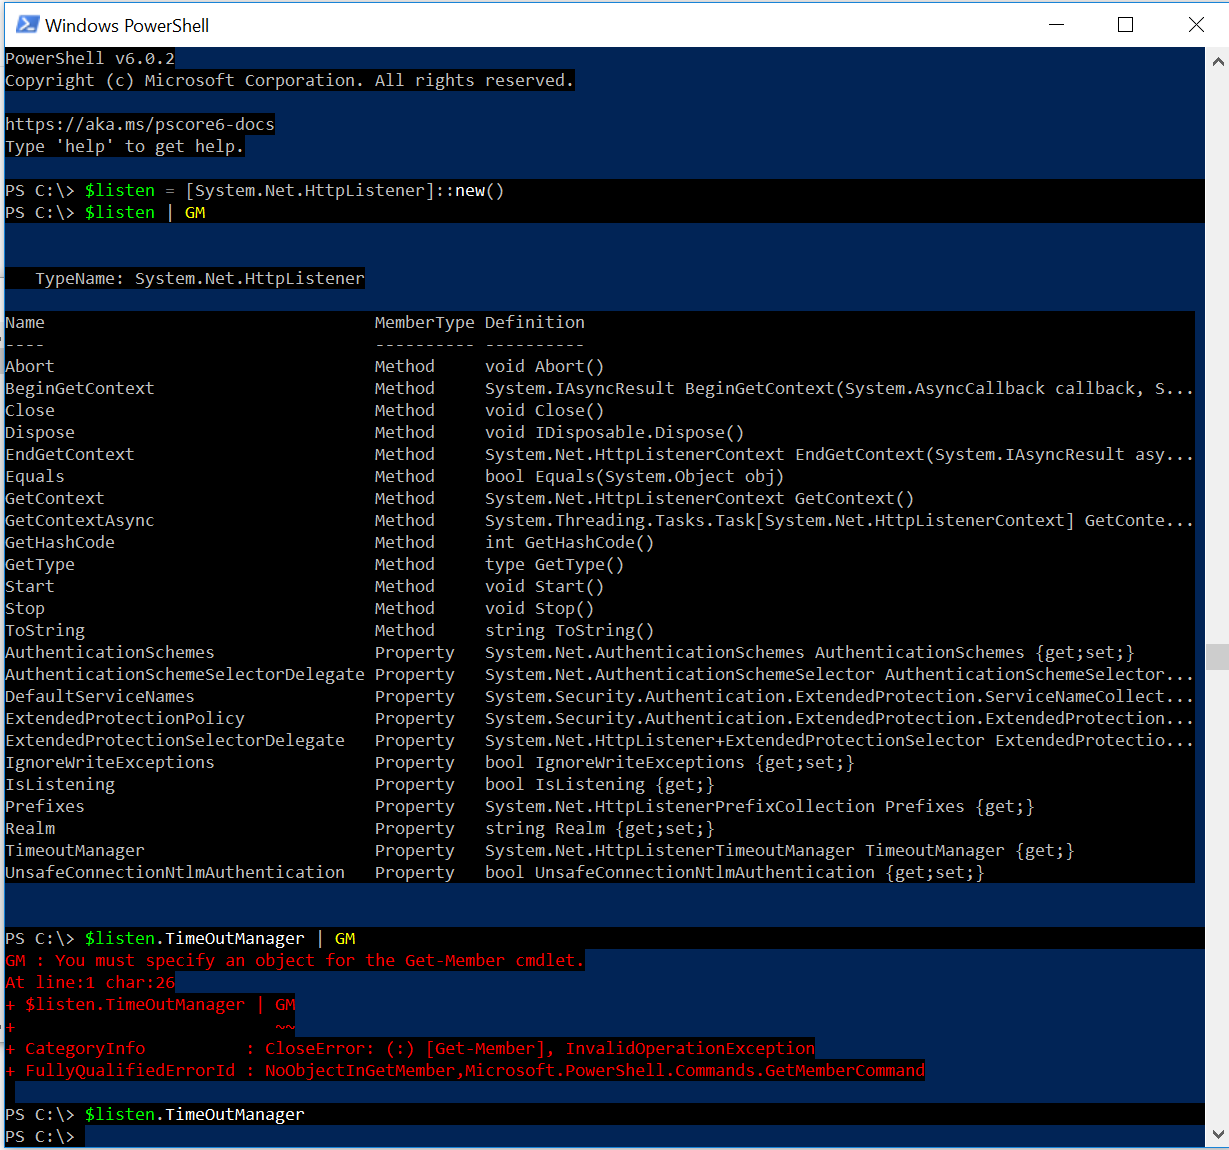 Windows PowerShell
PowerShell v6.0.2
Copyright (c) Microsoft Corporation. All rights reserved.
https://aka.ms/pscore6-docs
Type 'help' to get help.
PS C:\> $listen = [System.Net.HttpListener]::new()
PS C:\> $listen | GM
   TypeName: System.Net.HttpListener
Name                                 MemberType Definition
----                                 ---------- ----------
Abort                                Method     void Abort()
BeginGetContext                      Method     System.IAsyncResult BeginGetContext(System.AsyncCallback callback, S...
Close                                Method     void Close()
Dispose                              Method     void IDisposable.Dispose()
EndGetContext                        Method     System.Net.HttpListenerContext EndGetContext(System.IAsyncResult asy...
Equals                               Method     bool Equals(System.Object obj)
GetContext                           Method     System.Net.HttpListenerContext GetContext()
GetContextAsync                      Method     System.Threading.Tasks.Task[System.Net.HttpListenerContext] GetConte...
GetHashCode                          Method     int GetHashCode()
GetType                              Method     type GetType()
Start                                Method     void Start()
Stop                                 Method     void Stop()
ToString                             Method     string ToString()
AuthenticationSchemes                Property   System.Net.AuthenticationSchemes AuthenticationSchemes {get;set;}
AuthenticationSchemeSelectorDelegate Property   System.Net.AuthenticationSchemeSelector AuthenticationSchemeSelector...
DefaultServiceNames                  Property   System.Security.Authentication.ExtendedProtection.ServiceNameCollect...
ExtendedProtectionPolicy             Property   System.Security.Authentication.ExtendedProtection.ExtendedProtection...
ExtendedProtectionSelectorDelegate   Property   System.Net.HttpListener+ExtendedProtectionSelector ExtendedProtectio...
IgnoreWriteExceptions                Property   bool IgnoreWriteExceptions {get;set;}
IsListening                          Property   bool IsListening {get;}
Prefixes                             Property   System.Net.HttpListenerPrefixCollection Prefixes {get;}
Realm                                Property   string Realm {get;set;}
TimeoutManager                       Property   System.Net.HttpListenerTimeoutManager TimeoutManager {get;}
UnsafeConnectionNtlmAuthentication   Property   bool UnsafeConnectionNtlmAuthentication {get;set;}
PS C:\> $listen.TimeOutManager | GM
GM : You must specify an object for the Get-Member cmdlet.
At line:1 char:26
+ $listen.TimeOutManager | GM
+                          ~~
+ CategoryInfo          : CloseError: (:) [Get-Member], InvalidOperationException
+ FullyQualifiedErrorId : NoObjectInGetMember,Microsoft.PowerShell.Commands.GetMemberCommand
PS C:\> $listen.TimeOutManager
PS C:\>